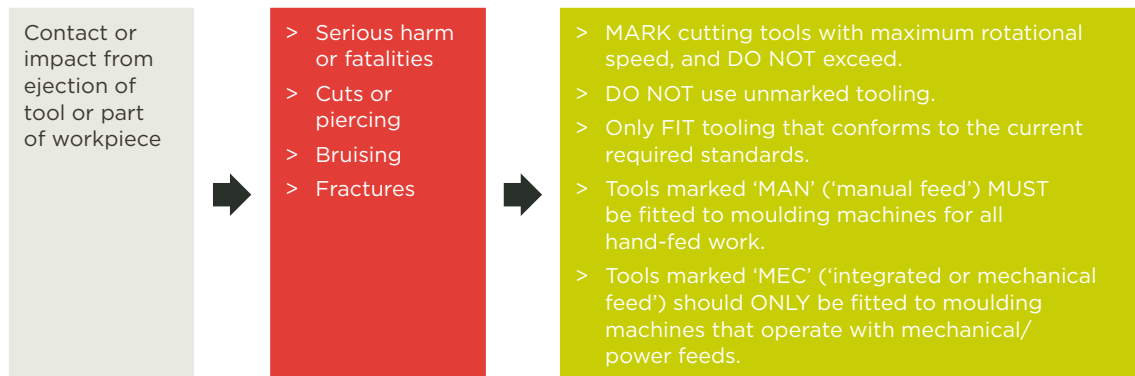 Contact or
impact from
ejection of
tool or part
of workpiece
> Serious harm
or fatalities
> Cuts or
piercing
> Bruising
> Fractures
> MARK cutting tools with maximum rotational
speed, and DO NOT exceed.
> DO NOT use unmarked tooling.
> Only FIT tooling that conforms to the current
required standards.
> Tools marked ‘MAN’ (‘manual feed’) MUST
be fitted to moulding machines for all
hand-fed work.
> Tools marked ‘MEC’ (‘integrated or mechanical
feed’) should ONLY be fitted to moulding
machines that operate with mechanical/
power feeds.